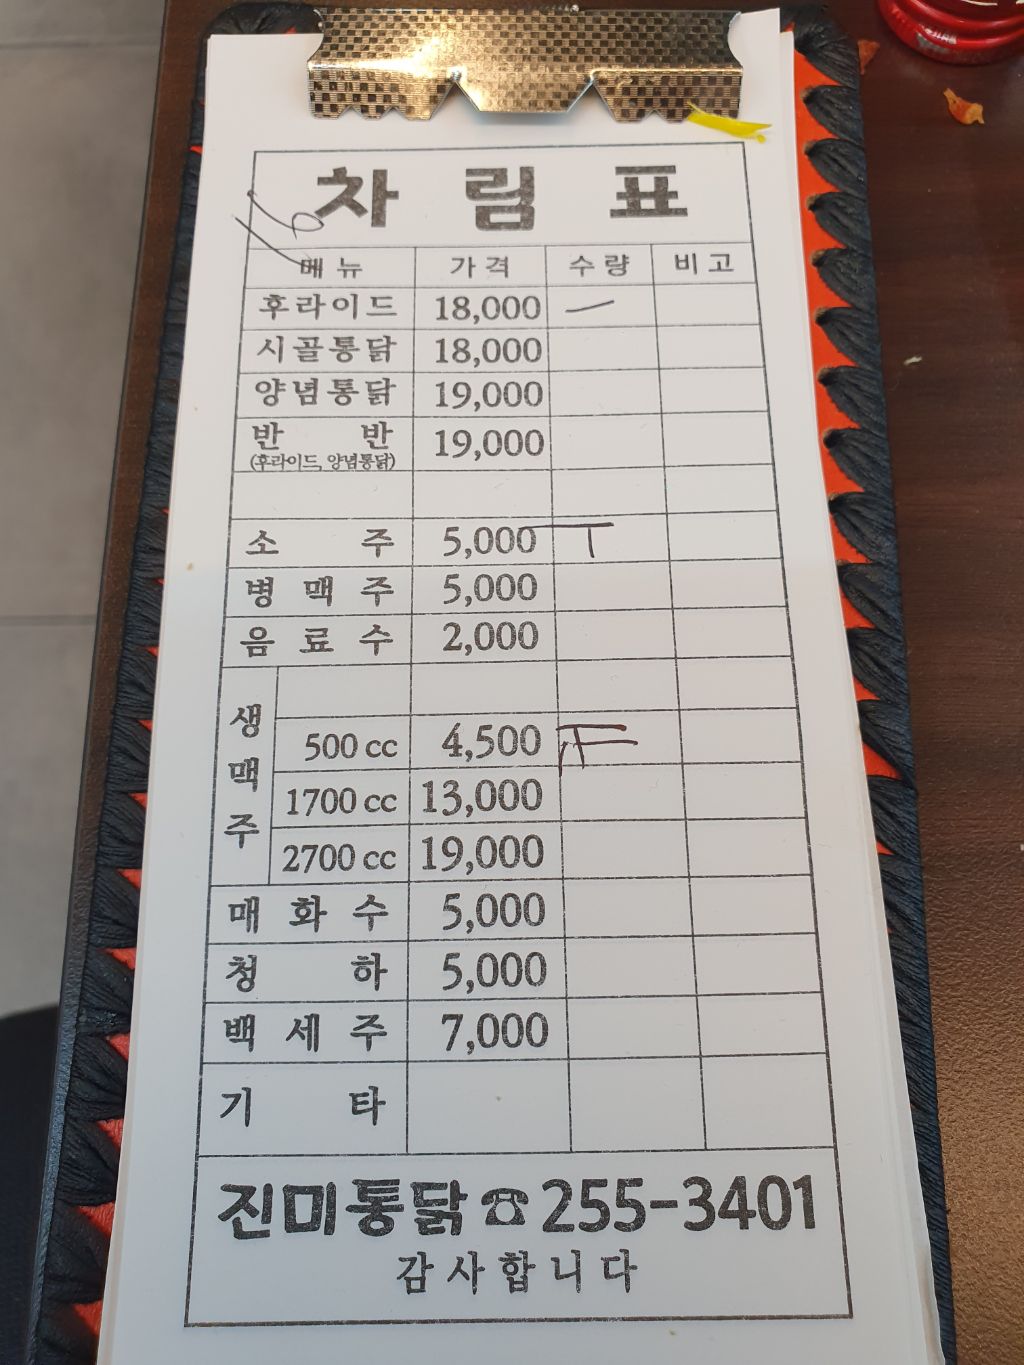 차림표
16
메뉴 가격 수량 비고
후라이드 18,000 一
시골통닭 18,000
양념통닭 19,000
반반 19,000
(후라이드, 양념통닭)
소주 5,000 丅
병맥주 5,000
음료수 2,000
생맥주
500 cc 4,500
1700 cc 13,000
2700 cc 19,000
매화수 5,000
청하 5,000
백세주 7,000
기타
진미통닭 ☎ 255-3401
감사합니다